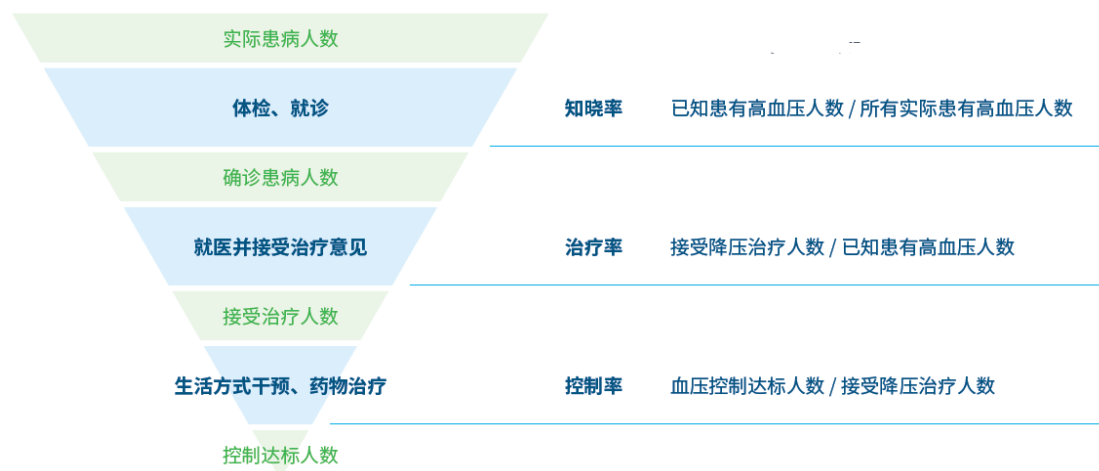 实际患病人数
体检、就诊 知晓率 已知患有高血压人数 / 所有实际患有高血压人数
确诊患病人数
就医并接受治疗意见 治疗率 接受降压治疗人数 / 已知患有高血压人数
接受治疗人数
生活方式干预、药物治疗 控制率 血压控制达标人数 / 接受降压治疗人数
控制达标人数